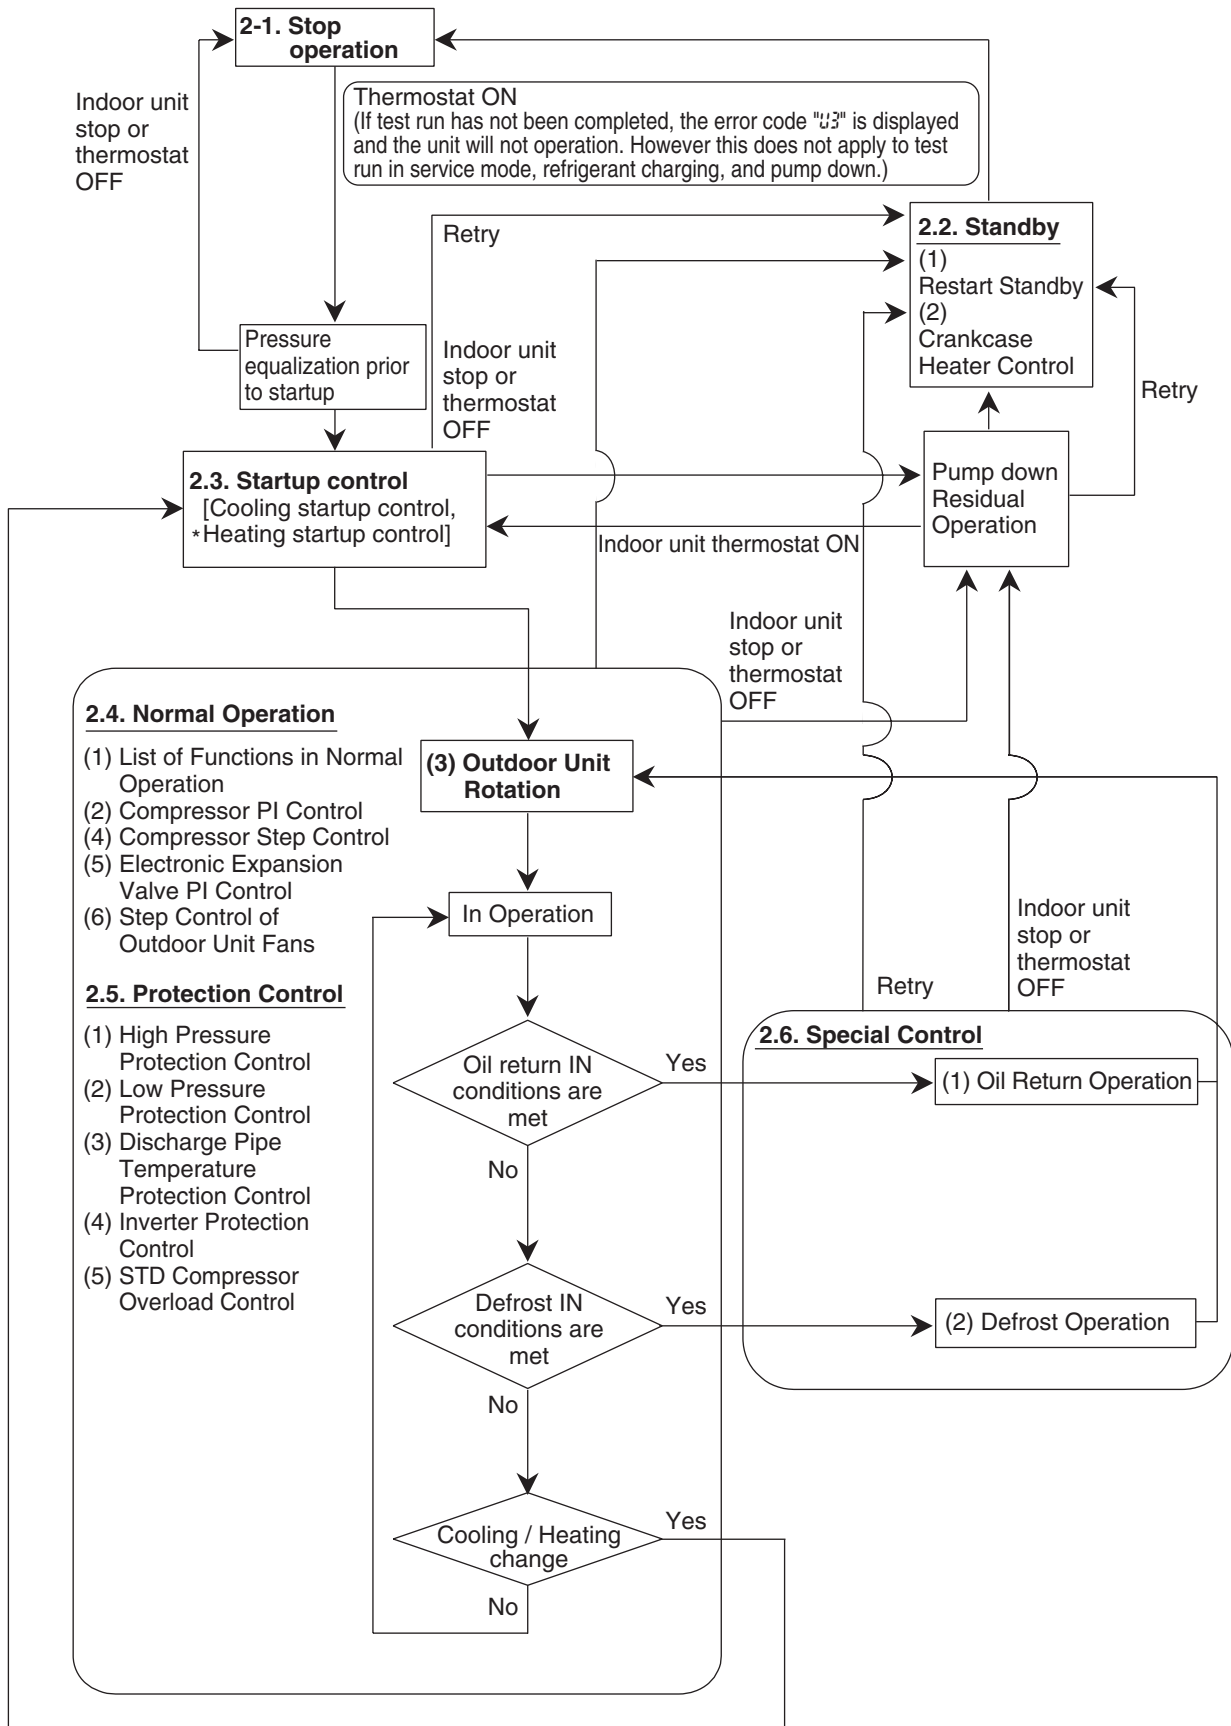 2-1. Stop
operation
Indoor unit
stop or
thermostat
OFF
Thermostat ON
(If test run has not been completed, the error code "U3" is displayed
and the unit will not operation. However this does not apply to test
run in service mode, refrigerant charging, and pump down.)
Retry
2.2. Standby
(1)
Restart Standby
(2)
Crankcase
Heater Control
Pressure
equalization prior
to startup
Indoor unit
stop or
thermostat
OFF
Retry
2.3. Startup control
[Cooling startup control,
*Heating startup control]
Pump down
Residual
Operation
Indoor unit thermostat ON
Indoor unit
stop or
thermostat
OFF
2.4. Normal Operation
(1) List of Functions in Normal
Operation
(2) Compressor PI Control
(4) Compressor Step Control
(5) Electronic Expansion
Valve PI Control
(6) Step Control of
Outdoor Unit Fans
(3) Outdoor Unit
Rotation
In Operation
2.5. Protection Control
(1) High Pressure
Protection Control
(2) Low Pressure
Protection Control
(3) Discharge Pipe
Temperature
Protection Control
(4) Inverter Protection
Control
(5) STD Compressor
Overload Control
Retry
Indoor unit
stop or
thermostat
OFF
2.6. Special Control
Oil return IN
conditions are
met
Yes
(1) Oil Return Operation
No
Defrost IN
conditions are
met
Yes
(2) Defrost Operation
No
Cooling / Heating
change
Yes
No